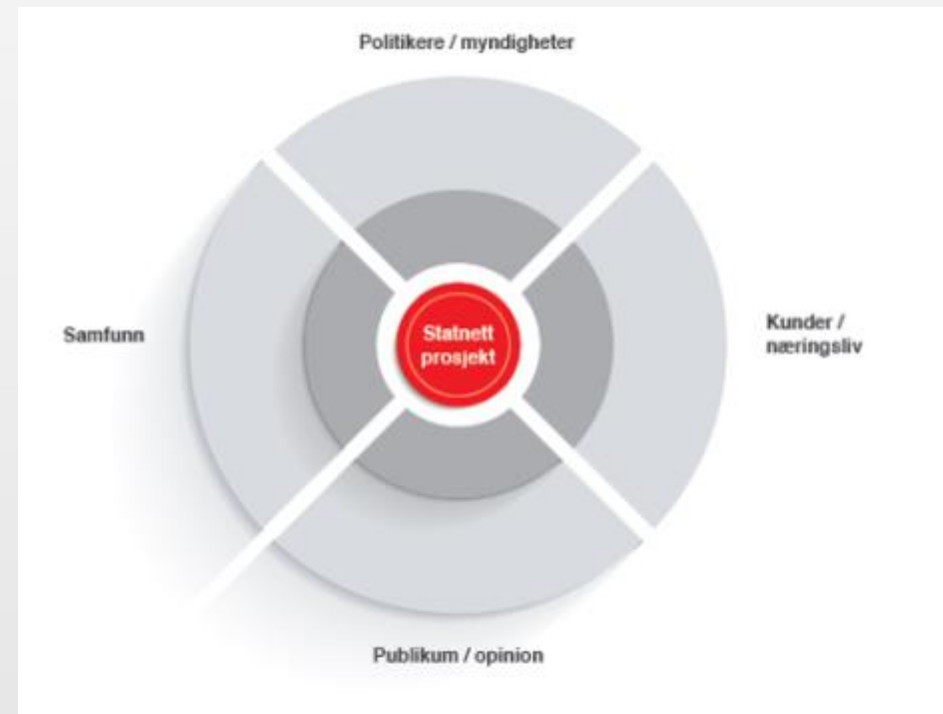 Politikere / myndigheter
Samfunn
Statnett
prosjekt
Kunder /
næringsliv
Publikum / opinion